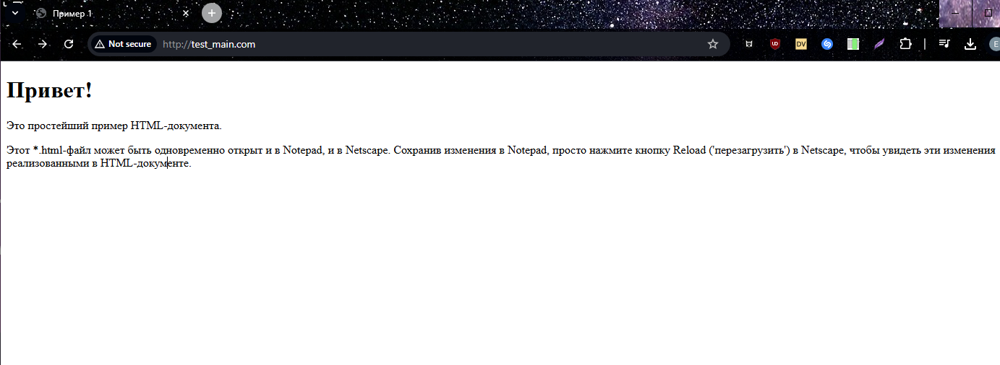 Пример 1
Not secure
http://test_main.com
UD
DV
E
Привет!
Это простейший пример HTML-документа.
Этот *.html-файл может быть одновременно открыт и в Notepad, и в Netscape. Сохранив изменения в Notepad, просто нажмите кнопку Reload ('перезагрузить') в Netscape, чтобы увидеть эти изменения
реализованными в HTML-документе.